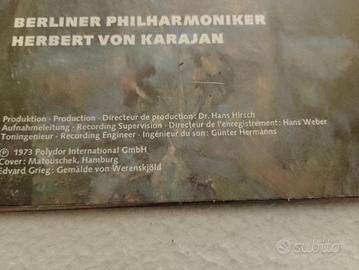 BERLINER PHILHARMONIKER
HERBERT VON KARAJAN
Produktion · Production · Directeur de production: Dr. Hans Hirsch
Aufnahmeleitung · Recording Supervision · Directeur de l'enregistrement: Hans Weber
Toningenieur · Recording Engineer · Ingénieur du son: Günter Hermanns
Ⓟ 1973 Polydor International GmbH
Cover: Matouschek, Hamburg
Edvard Grieg: Gemälde von Werenskjöld
subito